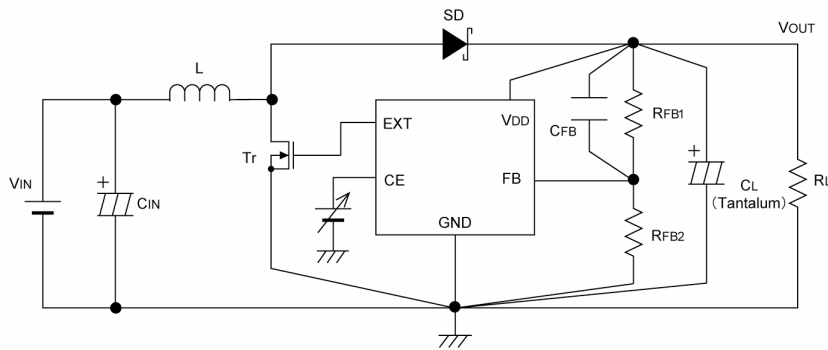 SD
VOUT
L
EXT
VDD
CFB
RFB1
Tr
CE
FB
VIN
+
CIN
+
CL
(Tantalum)
RL
GND
RFB2